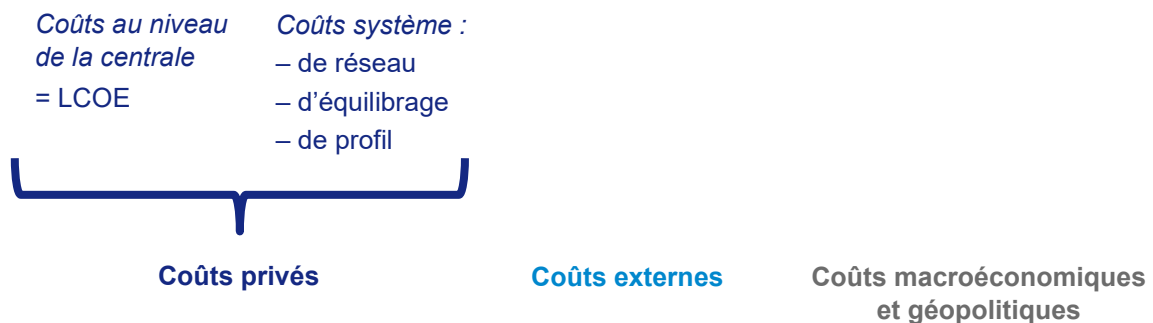 Coûts au niveau
de la centrale
= LCOE
Coûts système :
– de réseau
– d’équilibrage
– de profil
Coûts privés
Coûts externes
Coûts macroéconomiques
et géopolitiques